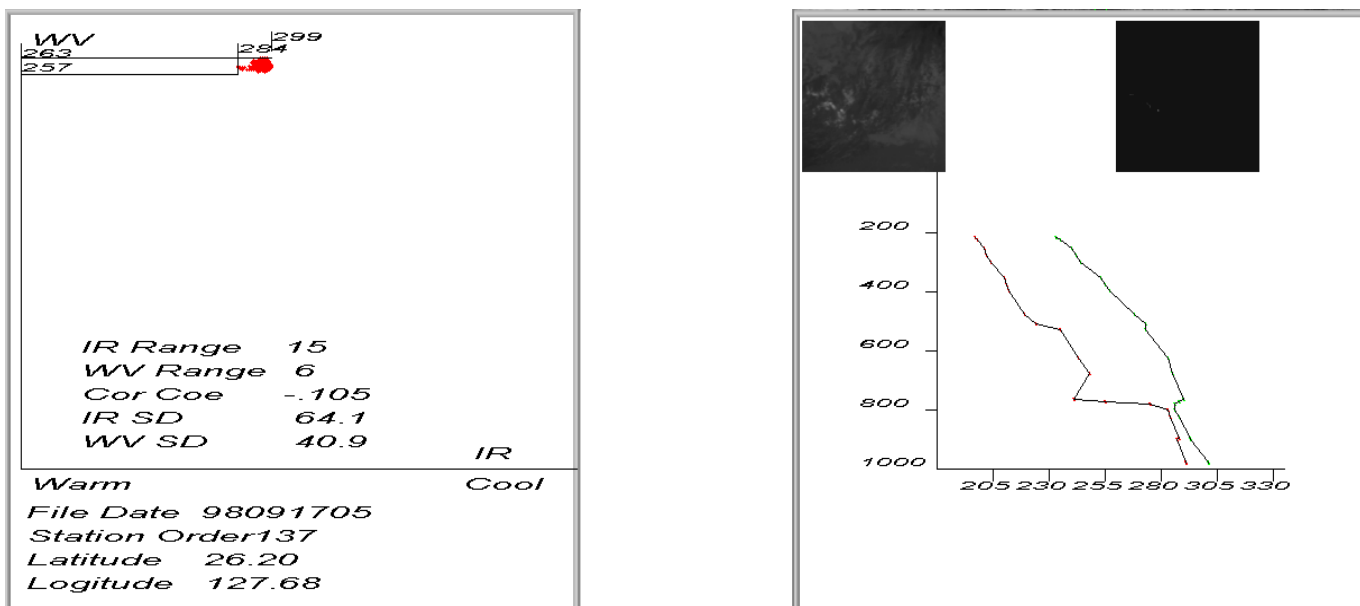 WV
299
263
284
257
IR Range 15
WV Range 6
Cor Coe -.105
IR SD 64.1
WV SD 40.9
IR
Warm Cool
File Date 98091705
Station Order137
Latitude 26.20
Logitude 127.68
200
400
600
800
1000
205 230 255 280 305 330